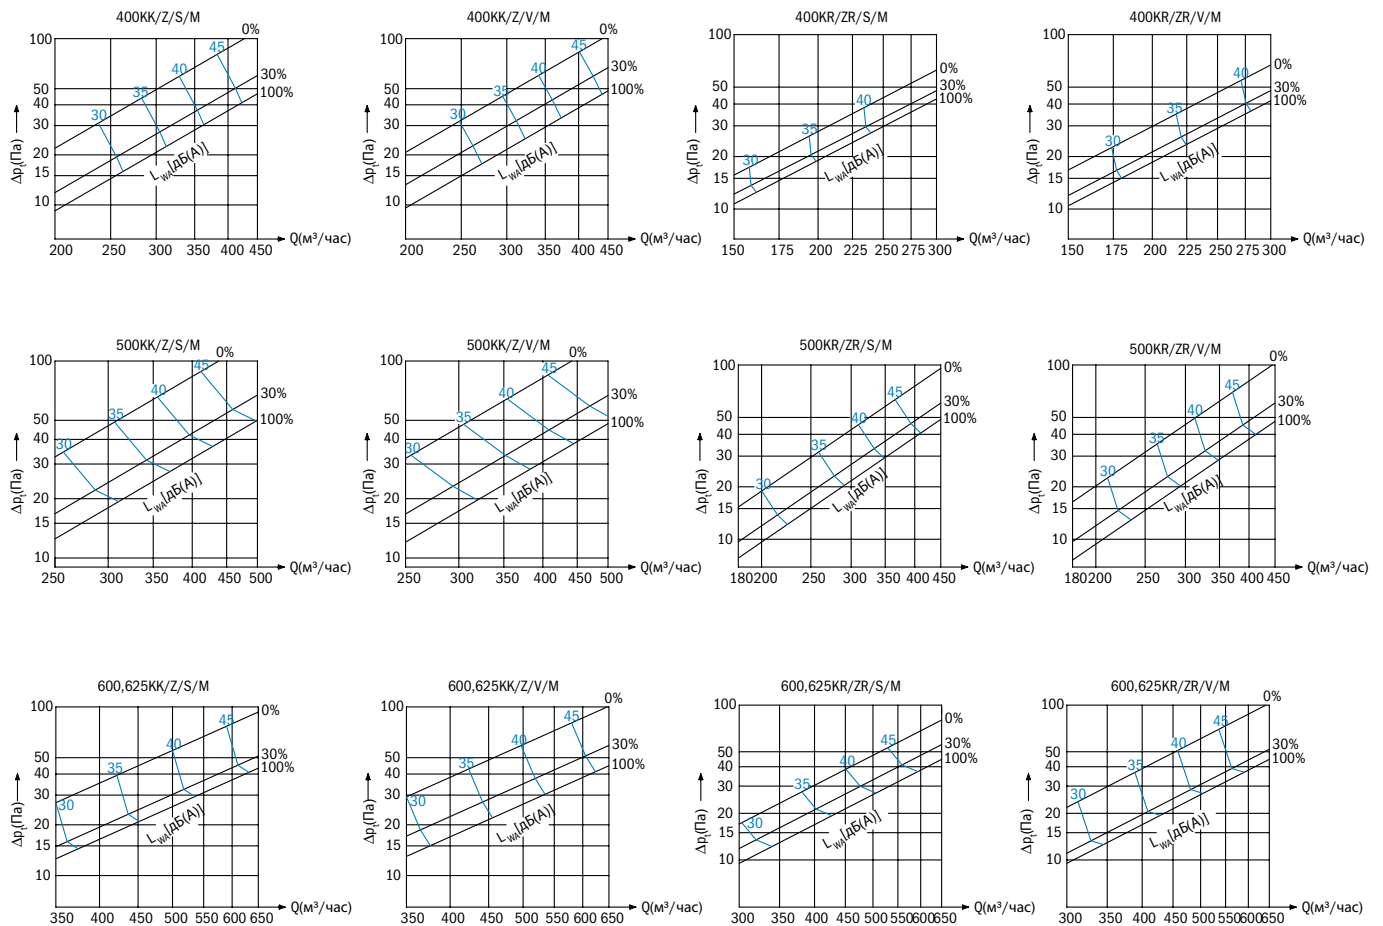 400KK/Z/S/M
0%
100
45
40
30%
50
35
100%
40
30
30
20
15
10
Δpt(Па)
LWA[дБ(A)]
200 250 300 350 400 450
Q(м³/час)
400KK/Z/V/M
0%
100
45
40
30%
50
35
100%
40
30
30
20
15
10
Δpt(Па)
LWA[дБ(A)]
200 250 300 350 400 450
Q(м³/час)
400KR/ZR/S/M
100
0%
50
30%
40
40
100%
30
35
20
30
15
10
Δpt(Па)
LWA[дБ(A)]
150 175 200 225 250 275 300
Q(м³/час)
400KR/ZR/V/M
100
0%
40
50
30%
40
100%
35
30
30
20
15
10
Δpt(Па)
LWA[дБ(A)]
150 175 200 225 250 275 300
Q(м³/час)
500KK/Z/S/M
0%
100
45
40
30%
50
35
100%
40
30
30
20
15
10
Δpt(Па)
LWA[дБ(A)]
250 300 350 400 450 500
Q(м³/час)
500KK/Z/V/M
0%
100
45
40
30%
50
35
100%
40
30
30
20
15
10
Δpt(Па)
LWA[дБ(A)]
250 300 350 400 450 500
Q(м³/час)
500KR/ZR/S/M
100
0%
45
30%
50
40
100%
40
35
30
30
20
15
10
Δpt(Па)
LWA[дБ(A)]
180 200 250 300 350 400 450
Q(м³/час)
500KR/ZR/V/M
0%
100
45
30%
50
40
100%
40
35
30
30
20
15
10
Δpt(Па)
LWA[дБ(A)]
180 200 250 300 350 400 450
Q(м³/час)
600,625KK/Z/S/M
100
0%
45
40
50
30%
35
100%
40
30
30
20
15
10
Δpt(Па)
LWA[дБ(A)]
350 400 450 500 550 600 650
Q(м³/час)
600,625KK/Z/V/M
0%
100
45
40
30%
50
35
100%
40
30
30
20
15
10
Δpt(Па)
LWA[дБ(A)]
350 400 450 500 550 600 650
Q(м³/час)
600,625KR/ZR/S/M
100
0%
45
30%
50
40
100%
40
35
30
30
20
15
10
Δpt(Па)
LWA[дБ(A)]
300 350 400 450 500 550 600 650
Q(м³/час)
600,625KR/ZR/V/M
0%
100
45
40
30%
50
35
100%
40
30
30
20
15
10
Δpt(Па)
LWA[дБ(A)]
300 350 400 450 500 550 600 650
Q(м³/час)